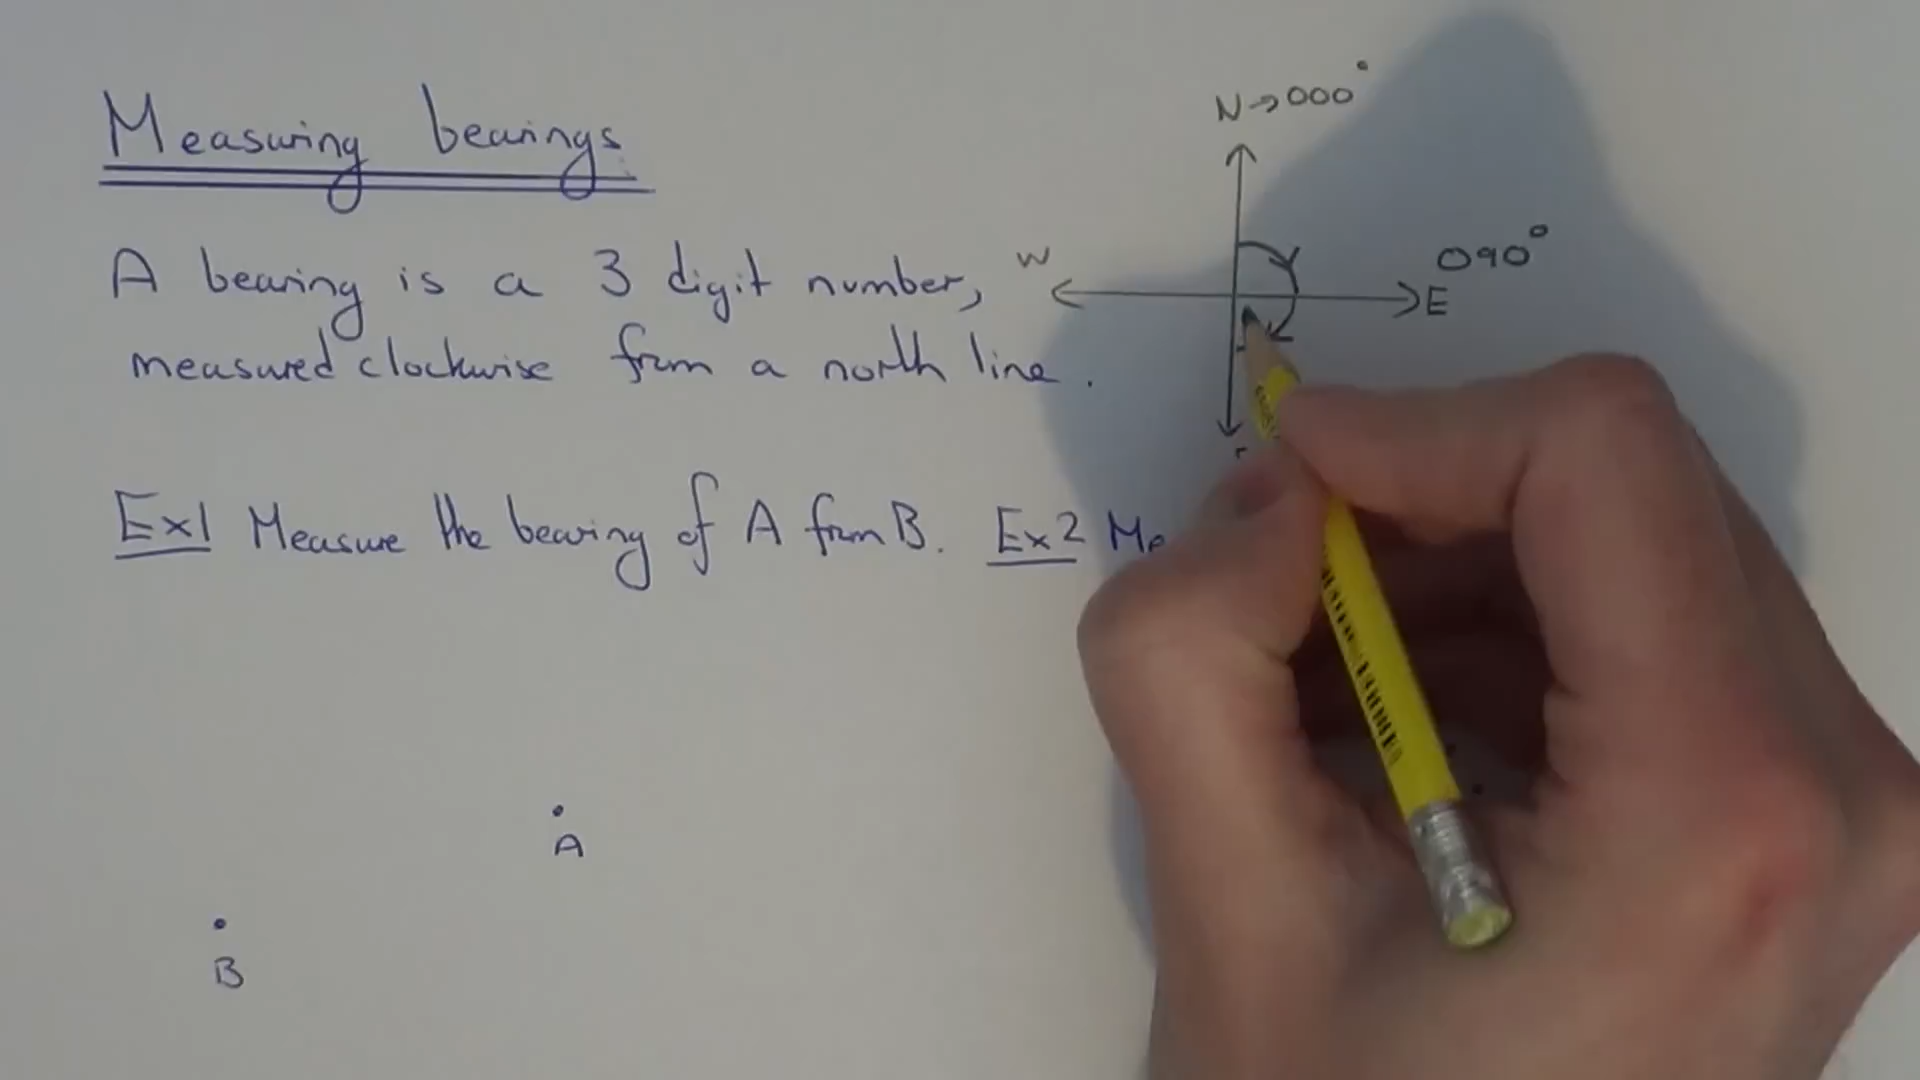 Measuring bearings.
N → 000°
A bearing is a 3 digit number,
measured clockwise from a north line.
W
090°
E
Ex1 Measure the bearing of A from B.
Ex2
A
B